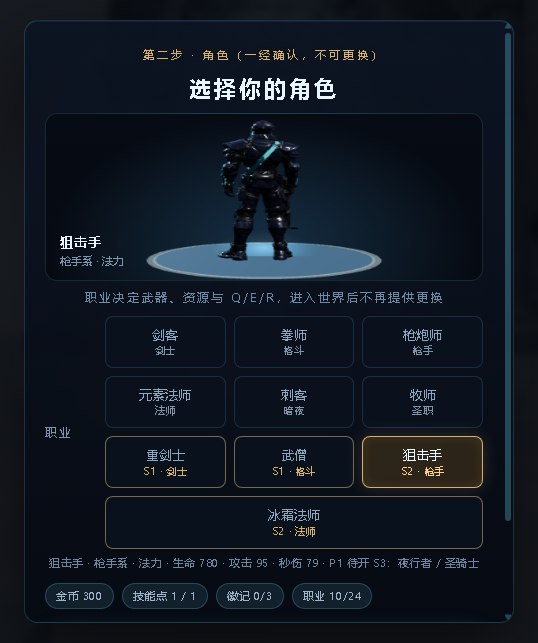 第二步 · 角色（一经确认，不可更换）
选择你的角色
狙击手
枪手系 · 法力
职业决定武器、资源与 Q/E/R，进入世界后不再提供更换
职业
剑客
剑士
拳师
格斗
枪炮师
枪手
元素法师
法师
刺客
暗夜
牧师
圣职
重剑士
S1 · 剑士
武僧
S1 · 格斗
狙击手
S2 · 枪手
冰霜法师
S2 · 法师
狙击手 · 枪手系 · 法力 · 生命 780 · 攻击 95 · 秒伤 79 · P1 待开 S3：夜行者 / 圣骑士
金币 300
技能点 1 / 1
徽记 0/3
职业 10/24